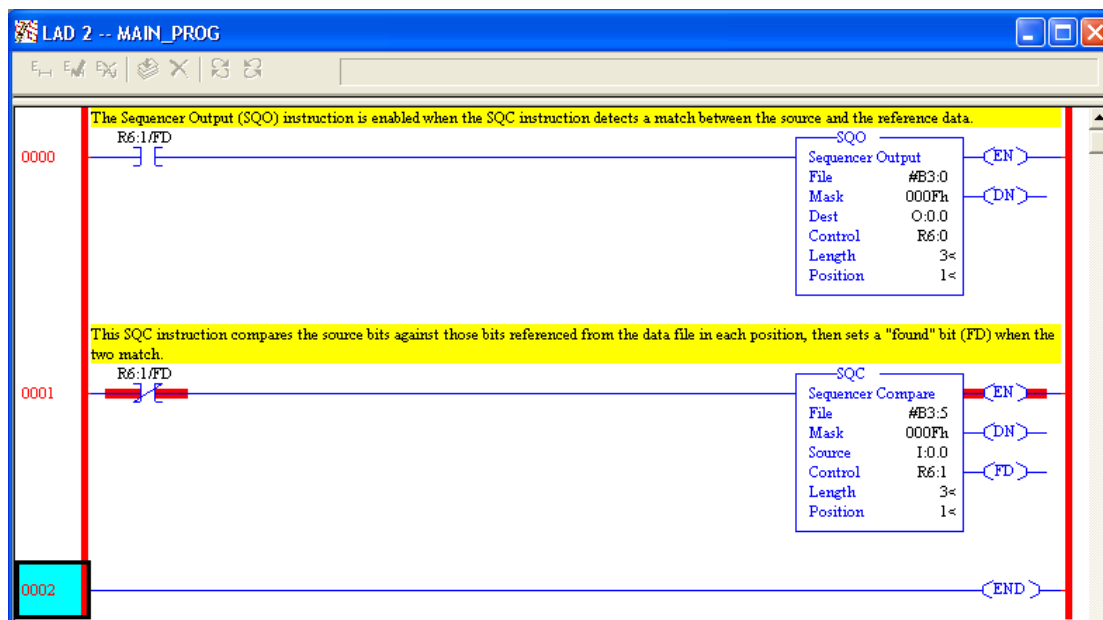 LAD 2 -- MAIN_PROG
The Sequencer Output (SQO) instruction is enabled when the SQC instruction detects a match between the source and the reference data.
R6:1/FD
0000
SQO
Sequencer Output
File #B3:0
Mask 000Fh
Dest O:0.0
Control R6:0
Length 3<
Position 1<
EN
DN
This SQC instruction compares the source bits against those bits referenced from the data file in each position, then sets a "found" bit (FD) when the
two match.
R6:1/FD
0001
SQC
Sequencer Compare
File #B3:5
Mask 000Fh
Source I:0.0
Control R6:1
Length 3<
Position 1<
EN
DN
FD
0002
END